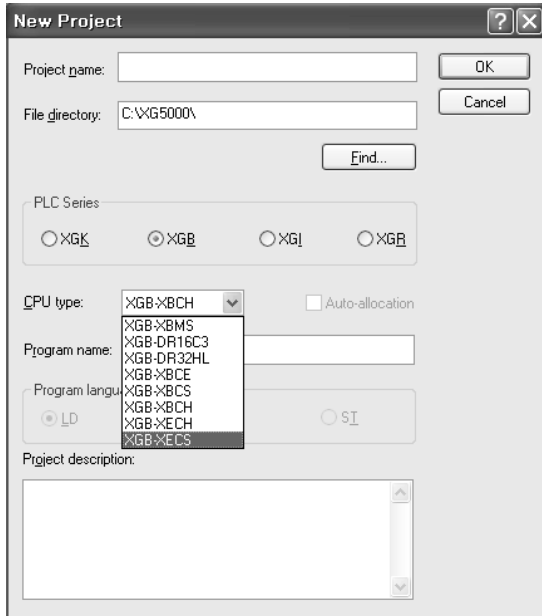 New Project
Project name:
OK
File directory: C:\XG5000\
Cancel
Find...
PLC Series
XGK XGB XGI XGR
CPU type: XGB-XBCH Auto-allocation
XGB-XBMS
XGB-DR16C3
Program name: XGB-DR32HL
XGB-XBCE
Program langu XGB-XBCS
XGB-XBCH
LD XGB-XECH ST
XGB-XECS
Project description: